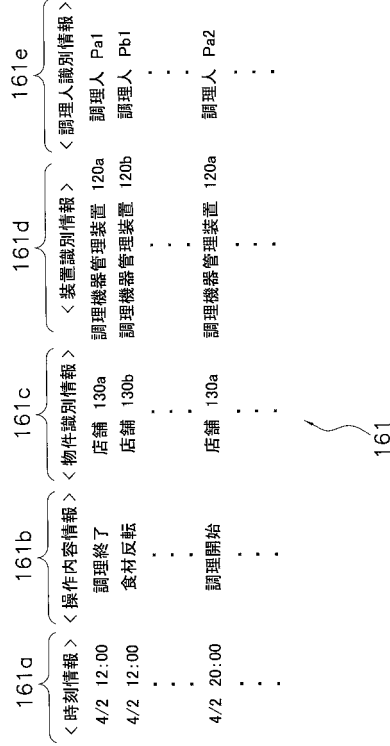 161a 161b 161c 161d 161e
<時刻情報> <操作内容情報> <物件識別情報> <装置識別情報> <調理人識別情報>
4/2 12:00 調理終了 店舗 130a 調理機器管理装置 120a 調理人 Pa1
4/2 12:00 食材反転 店舗 130b 調理機器管理装置 120b 調理人 Pb1
4/2 20:00 調理開始 店舗 130a 調理機器管理装置 120a 調理人 Pa2
161